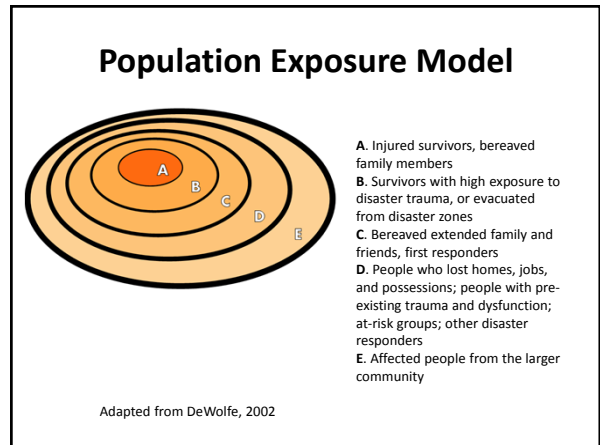 Population Exposure Model
A
B
C
D
E
A. Injured survivors, bereaved
family members
B. Survivors with high exposure to
disaster trauma, or evacuated
from disaster zones
C. Bereaved extended family and
friends, first responders
D. People who lost homes, jobs,
and possessions; people with pre-
existing trauma and dysfunction;
at-risk groups; other disaster
responders
E. Affected people from the larger
community
Adapted from DeWolfe, 2002